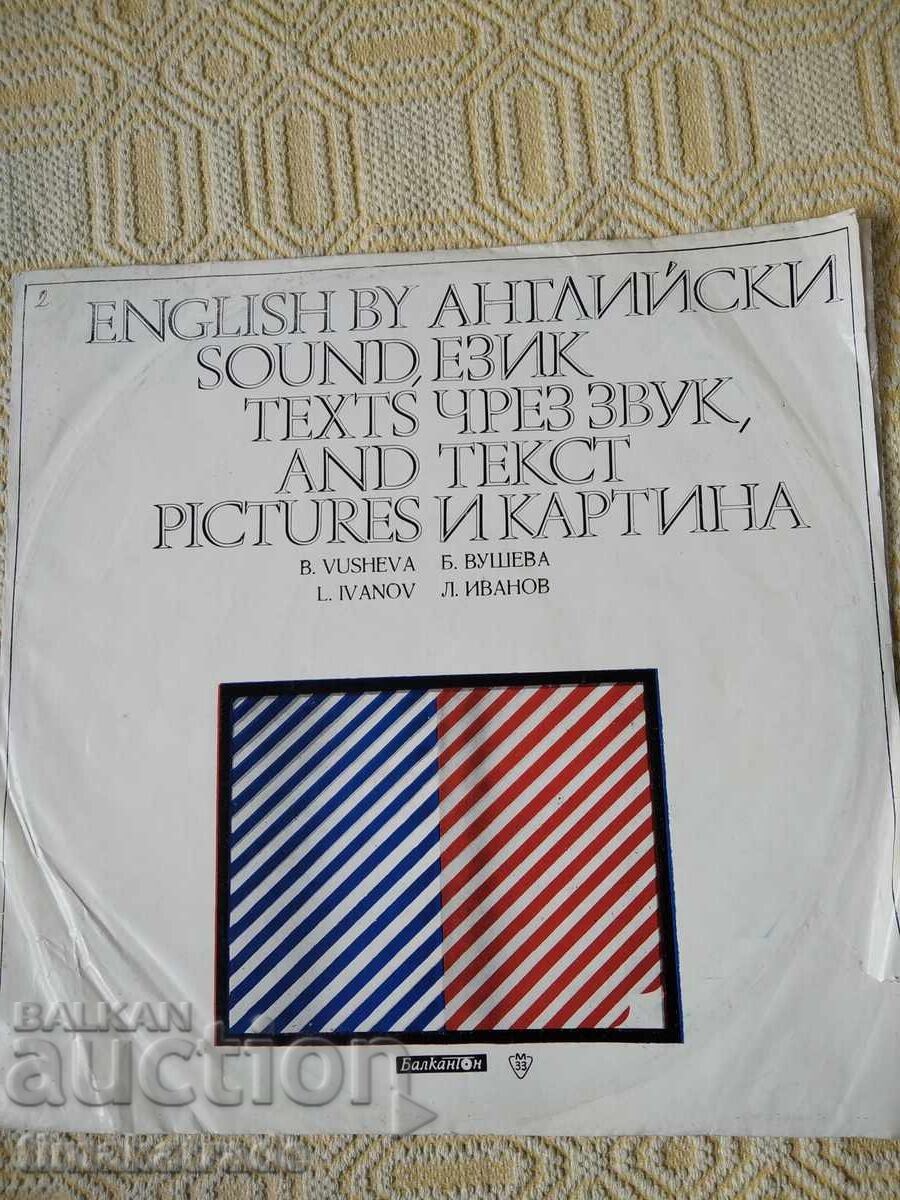 2
ENGLISH BY АНГЛИЙСКИ
SOUND, ЕЗИК
TEXTS ЧРЕЗ ЗВУК,
AND ТЕКСТ
PICTURES И КАРТИНА
B. VUSHEVA Б. ВУШЕВА
L. IVANOV Л. ИВАНОВ
БалканТон М 33
BALKAN
auction